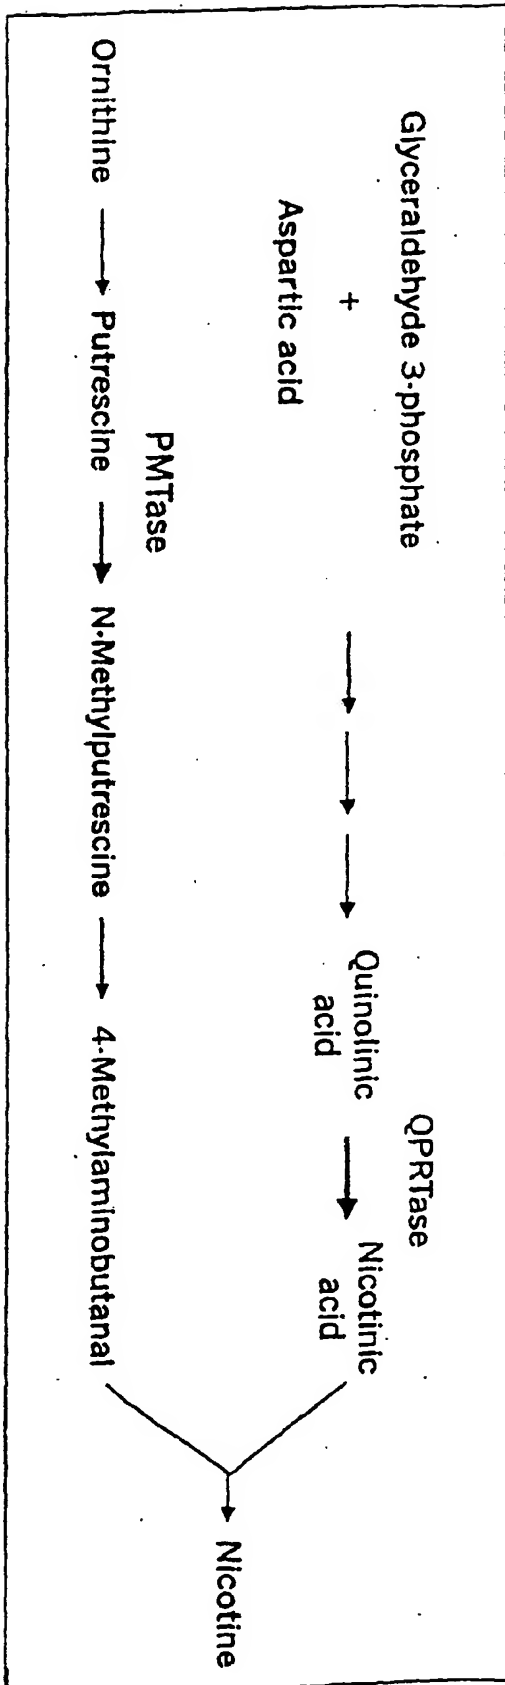 Glyceraldehyde 3-phosphate
+
Aspartic acid
QPRTase
Quinolinic
acid
Nicotinic
acid
Nicotine
PMTase
Ornithine
Putrescine
N-Methylputrescine
4-Methylaminobutanal